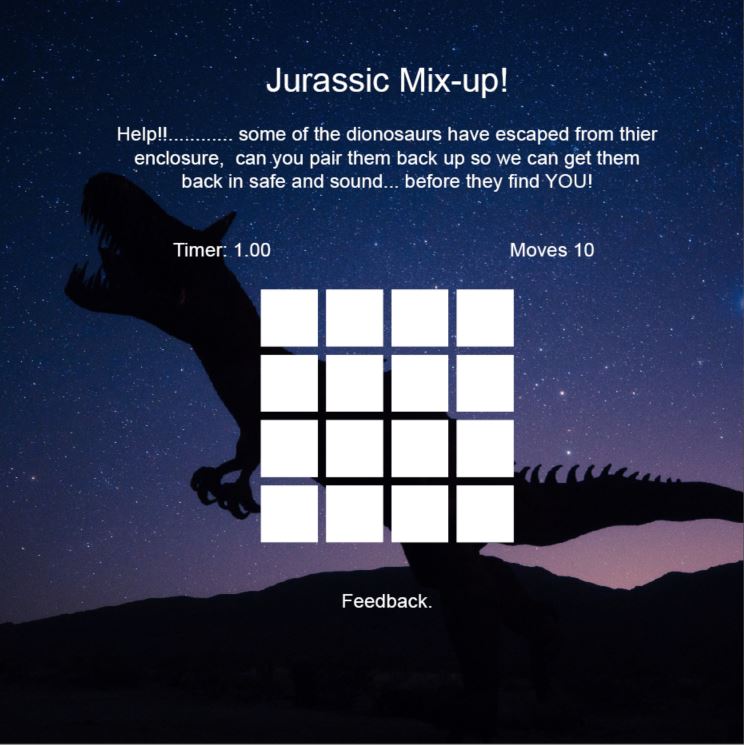 Jurassic Mix-up!
Help!!............ some of the dionosaurs have escaped from thier
enclosure,  can you pair them back up so we can get them
back in safe and sound... before they find YOU!
Timer: 1.00
Moves 10
Feedback.